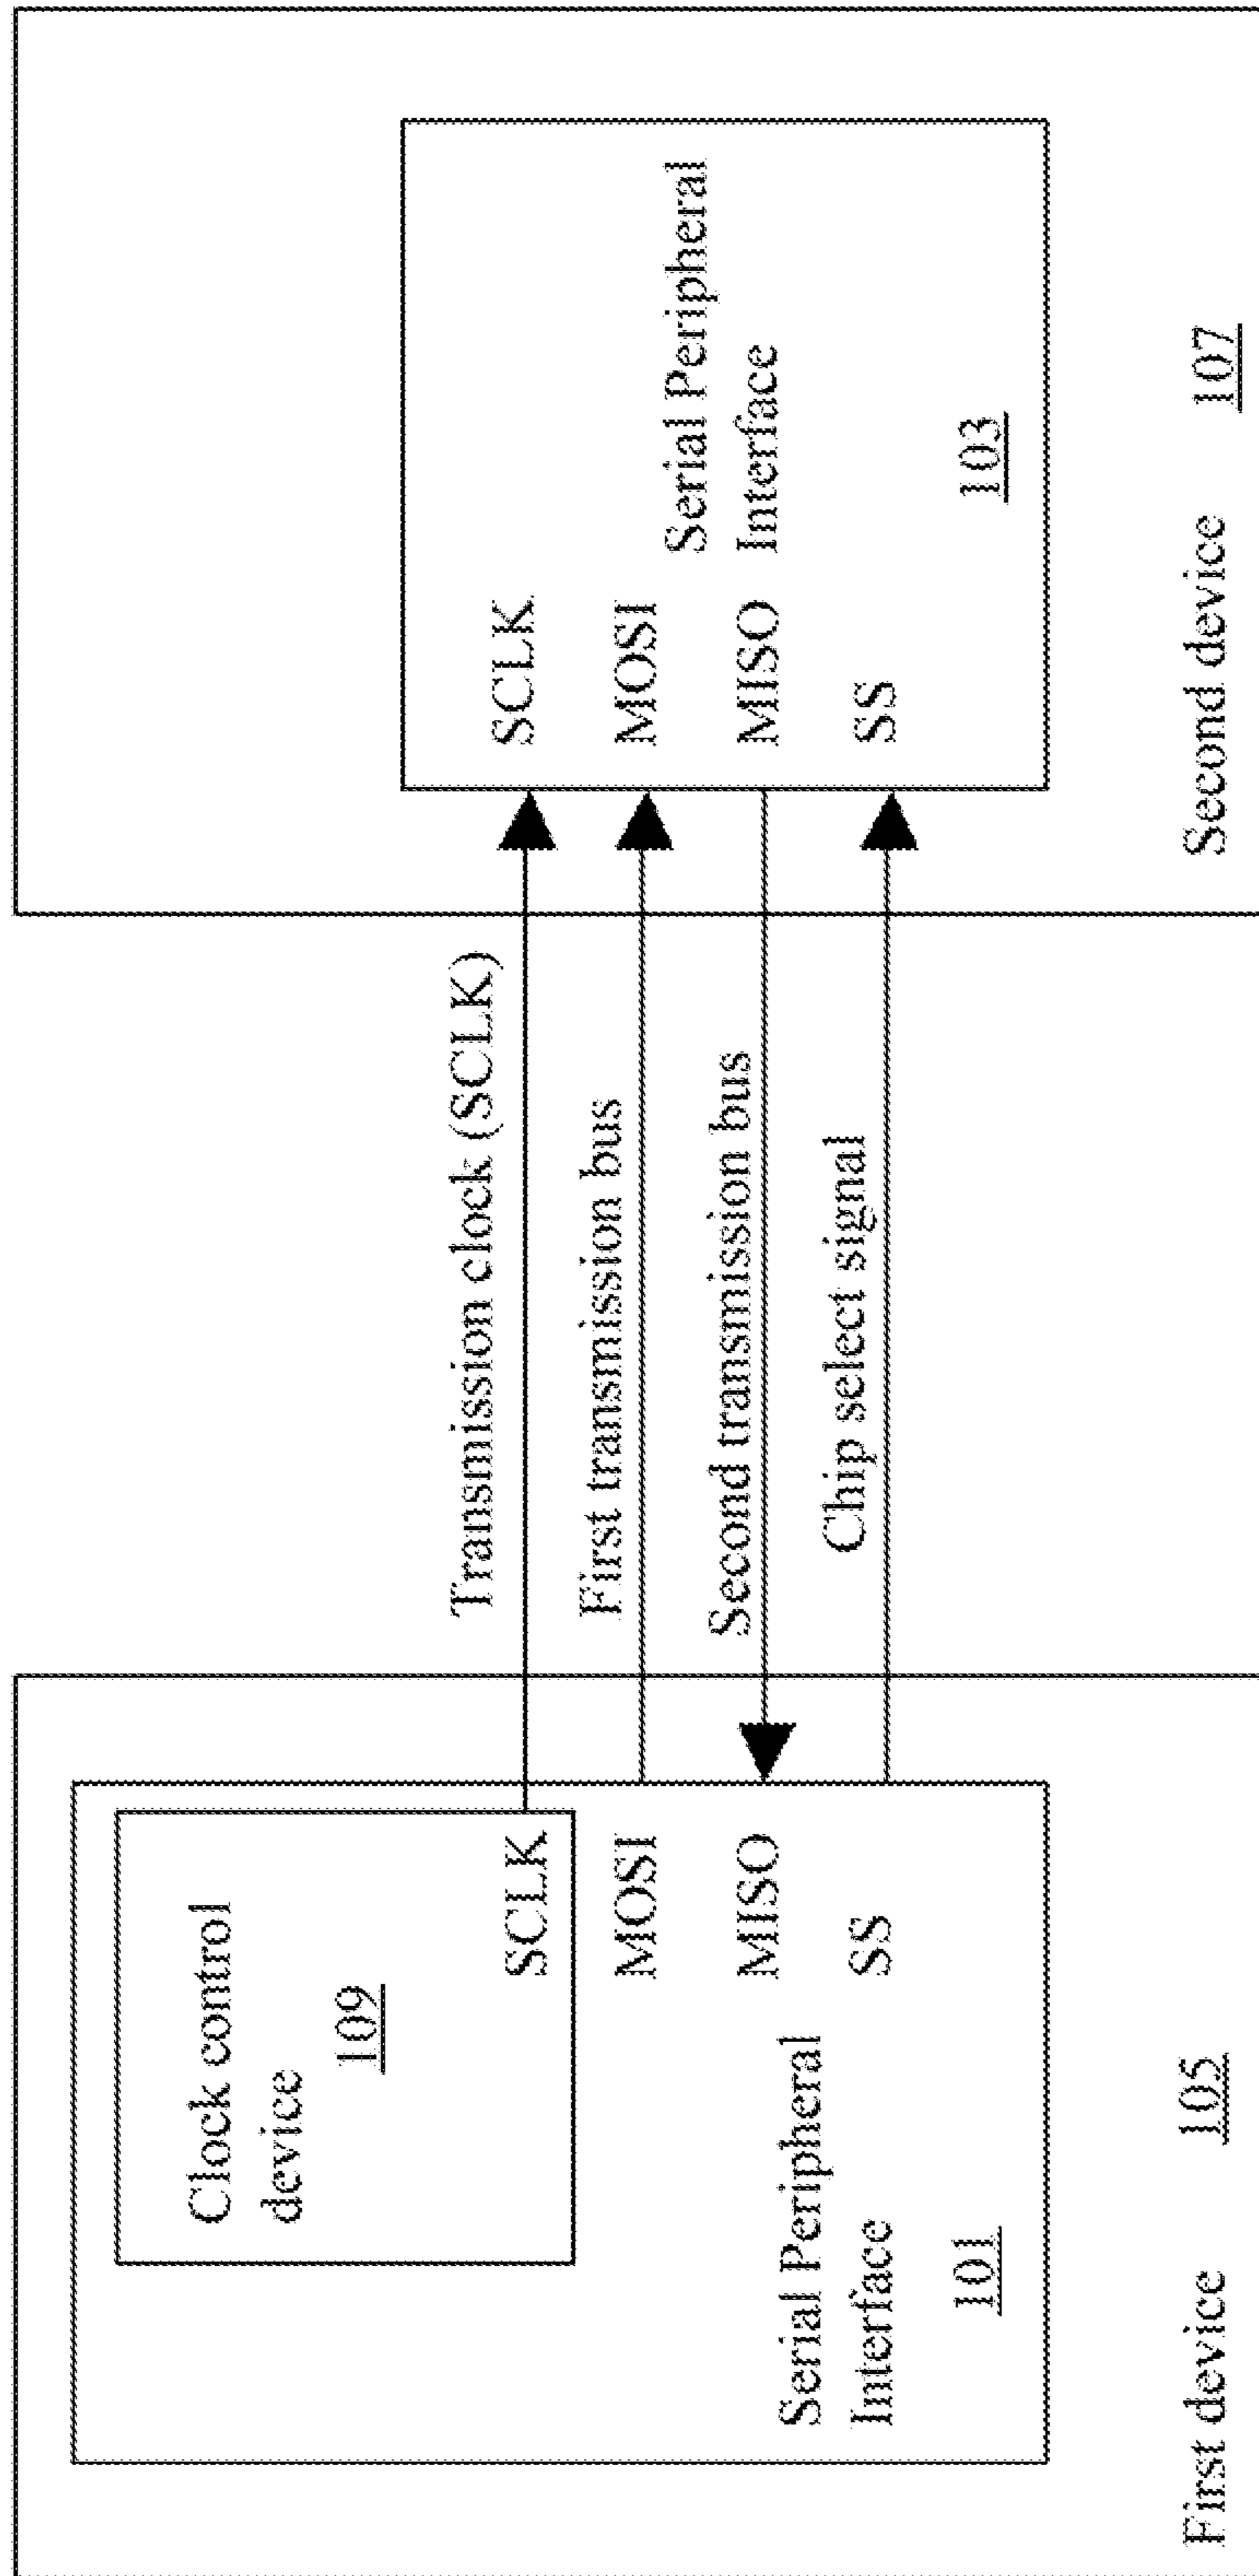 Clock control
device
109
SCLK
MOSI
MISO
SS
Serial Peripheral
Interface
101
First device
105
Transmission clock (SCLK)
First transmission bus
Second transmission bus
Chip select signal
SCLK
MOSI
MISO
SS
Serial Peripheral
Interface
103
Second device
107